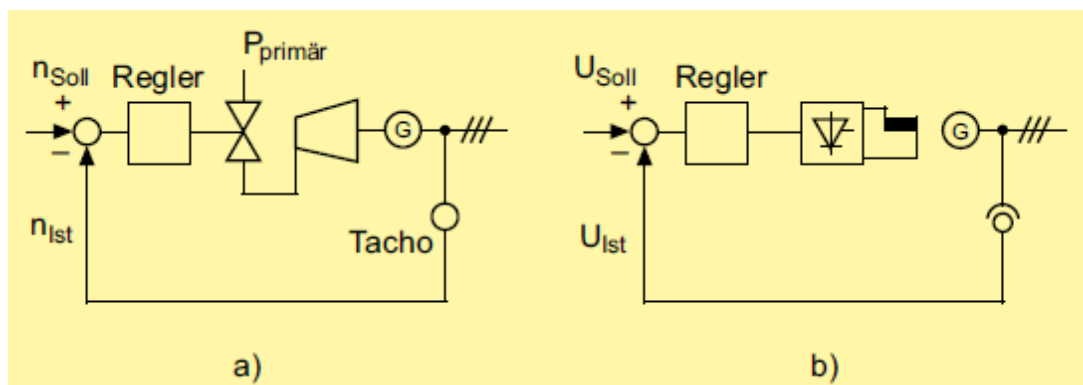 P_primär
n_Soll
Regler
+
G
−
n_Ist
Tacho
a)
U_Soll
Regler
+
G
−
U_Ist
b)